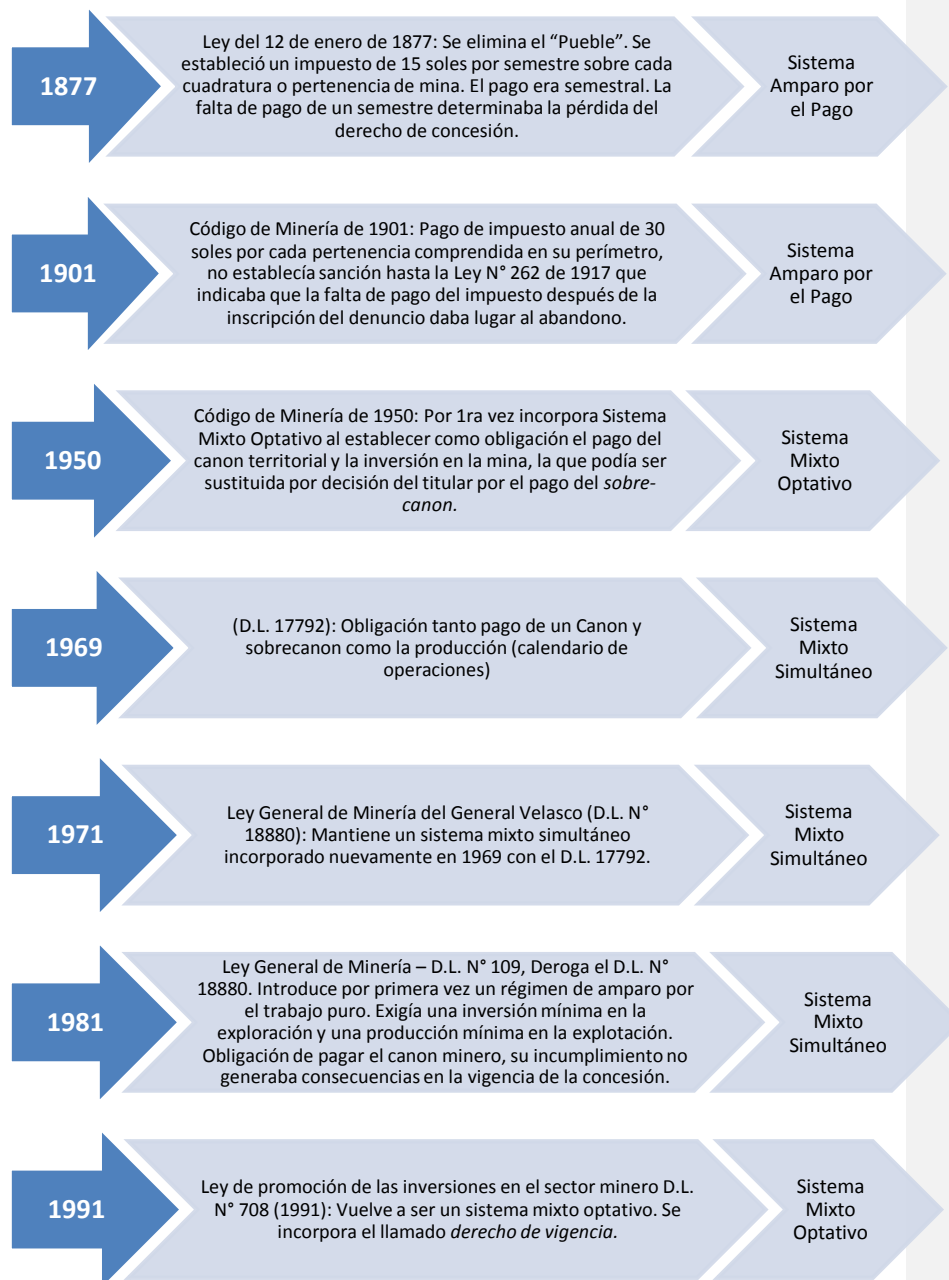 1877
Ley del 12 de enero de 1877: Se elimina el “Pueble”. Se
estableció un impuesto de 15 soles por semestre sobre cada
cuadratura o pertenencia de mina. El pago era semestral. La
falta de pago de un semestre determinaba la pérdida del
derecho de concesión.
Sistema
Amparo por
el Pago
1901
Código de Minería de 1901: Pago de impuesto anual de 30
soles por cada pertenencia comprendida en su perímetro,
no establecía sanción hasta la Ley N° 262 de 1917 que
indicaba que la falta de pago del impuesto después de la
inscripción del denuncio daba lugar al abandono.
Sistema
Amparo por
el Pago
1950
Código de Minería de 1950: Por 1ra vez incorpora Sistema
Mixto Optativo al establecer como obligación el pago del
canon territorial y la inversión en la mina, la que podía ser
sustituida por decisión del titular por el pago del sobre-
canon.
Sistema
Mixto
Optativo
1969
(D.L. 17792): Obligación tanto pago de un Canon y
sobrecanon como la producción (calendario de
operaciones)
Sistema
Mixto
Simultáneo
1971
Ley General de Minería del General Velasco (D.L. N°
18880): Mantiene un sistema mixto simultáneo
incorporado nuevamente en 1969 con el D.L. 17792.
Sistema
Mixto
Simultáneo
1981
Ley General de Minería – D.L. N° 109, Deroga el D.L. N°
18880. Introduce por primera vez un régimen de amparo por
el trabajo puro. Exigía una inversión mínima en la
exploración y una producción mínima en la explotación.
Obligación de pagar el canon minero, su incumplimiento no
generaba consecuencias en la vigencia de la concesión.
Sistema
Mixto
Simultáneo
1991
Ley de promoción de las inversiones en el sector minero D.L.
N° 708 (1991): Vuelve a ser un sistema mixto optativo. Se
incorpora el llamado derecho de vigencia.
Sistema
Mixto
Optativo